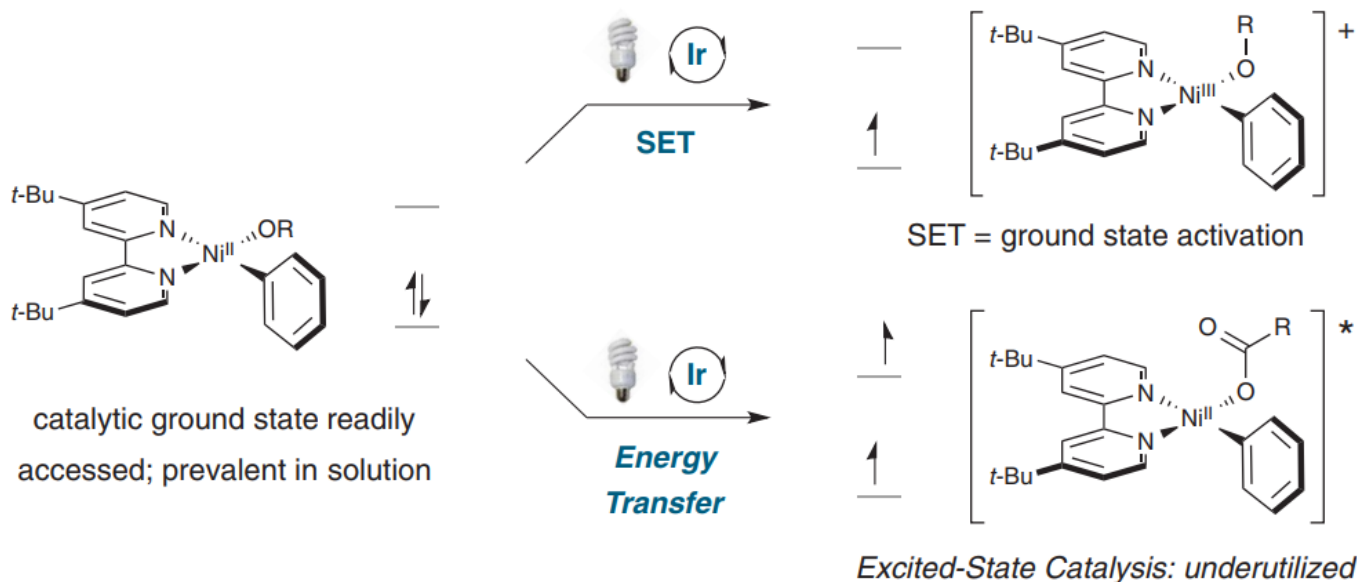 t-Bu
N
N
Ni^II
OR
t-Bu
catalytic ground state readily
accessed; prevalent in solution
Ir
SET
t-Bu
N
N
Ni^III
O
R
t-Bu
+
SET = ground state activation
Ir
Energy
Transfer
t-Bu
N
N
Ni^II
O
O
R
t-Bu
*
Excited-State Catalysis: underutilized